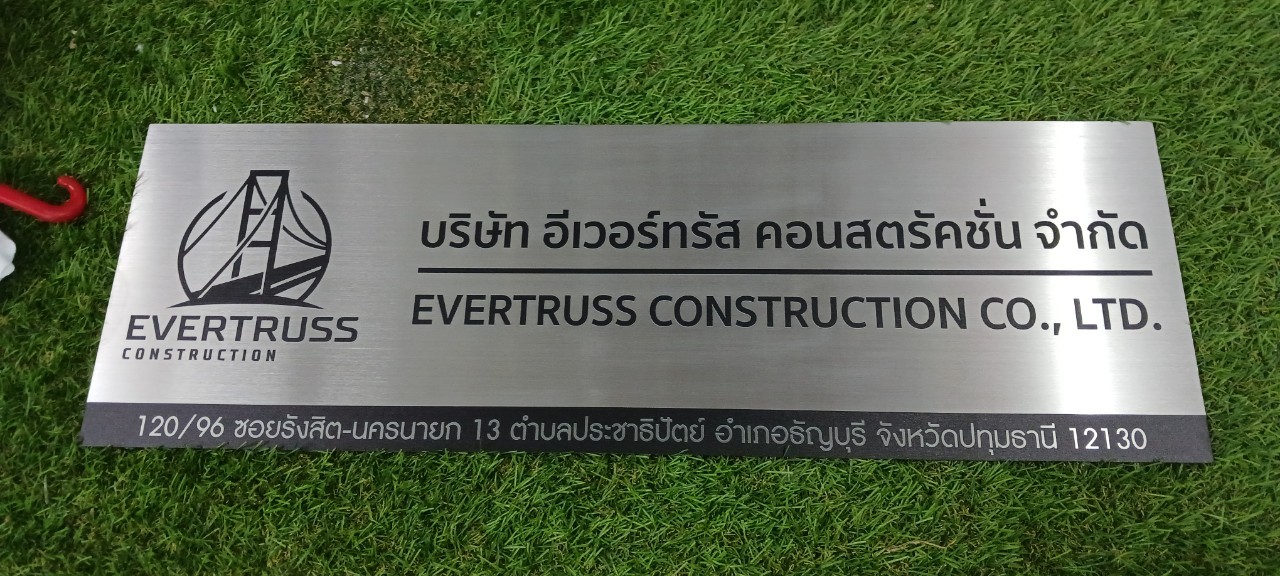 EVERTRUSS
CONSTRUCTION
บริษัท อีเวอร์ทรัส คอนสตรัคชั่น จำกัด
EVERTRUSS CONSTRUCTION CO., LTD.
120/96 ซอยรังสิต-นครนายก 13 ตำบลประชาธิปัตย์ อำเภอธัญบุรี จังหวัดปทุมธานี 12130